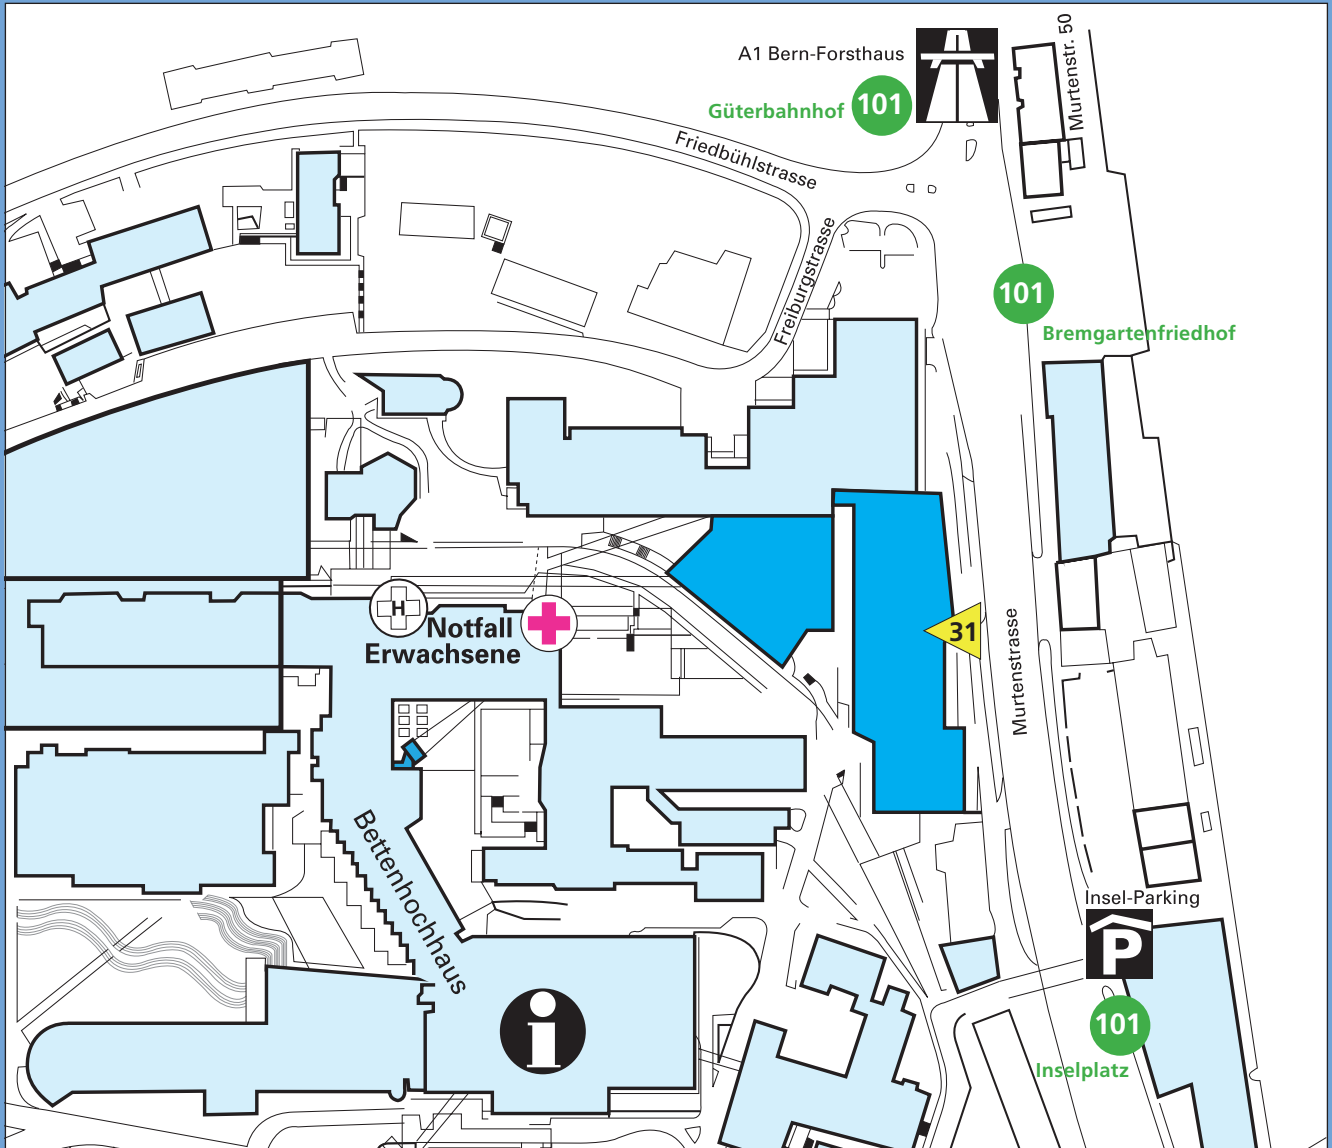 Murtenstr. 50
A1 Bern-Forsthaus
Güterbahnhof 101
Friedbühlstrasse
Freiburgstrasse
101
Bremgartenfriedhof
H
Notfall
Erwachsene
31
Murtenstrasse
Bettenhochhaus
Insel-Parking
P
i
101
Inselplatz